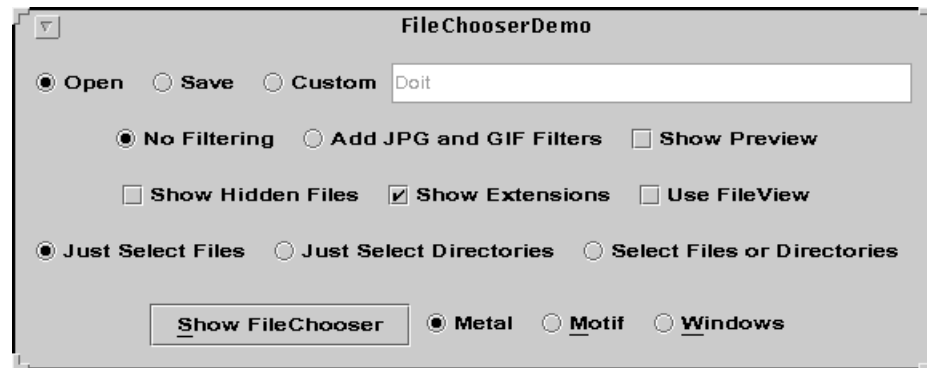 FileChooserDemo
Open Save Custom Doit
No Filtering Add JPG and GIF Filters Show Preview
Show Hidden Files Show Extensions Use FileView
Just Select Files Just Select Directories Select Files or Directories
Show FileChooser Metal Motif Windows